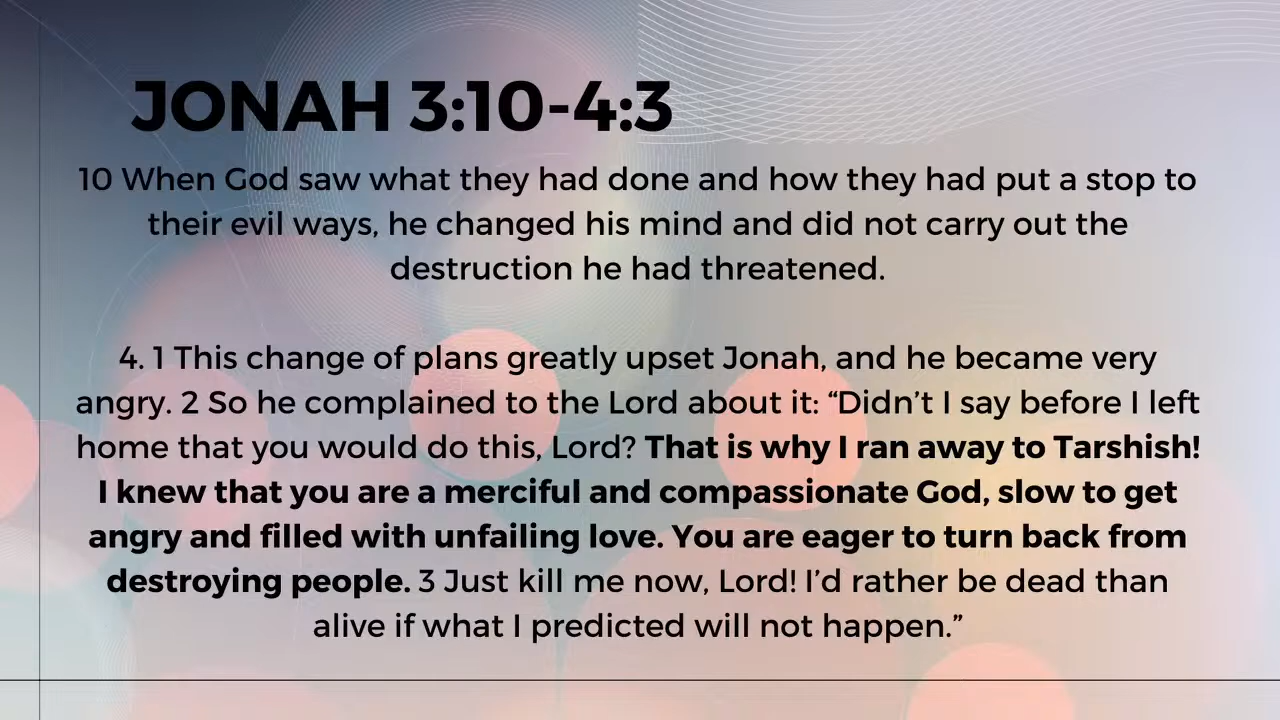 JONAH 3:10-4:3
10 When God saw what they had done and how they had put a stop to
their evil ways, he changed his mind and did not carry out the
destruction he had threatened.
4. 1 This change of plans greatly upset Jonah, and he became very
angry. 2 So he complained to the Lord about it: “Didn’t I say before I left
home that you would do this, Lord? That is why I ran away to Tarshish!
I knew that you are a merciful and compassionate God, slow to get
angry and filled with unfailing love. You are eager to turn back from
destroying people. 3 Just kill me now, Lord! I’d rather be dead than
alive if what I predicted will not happen.”